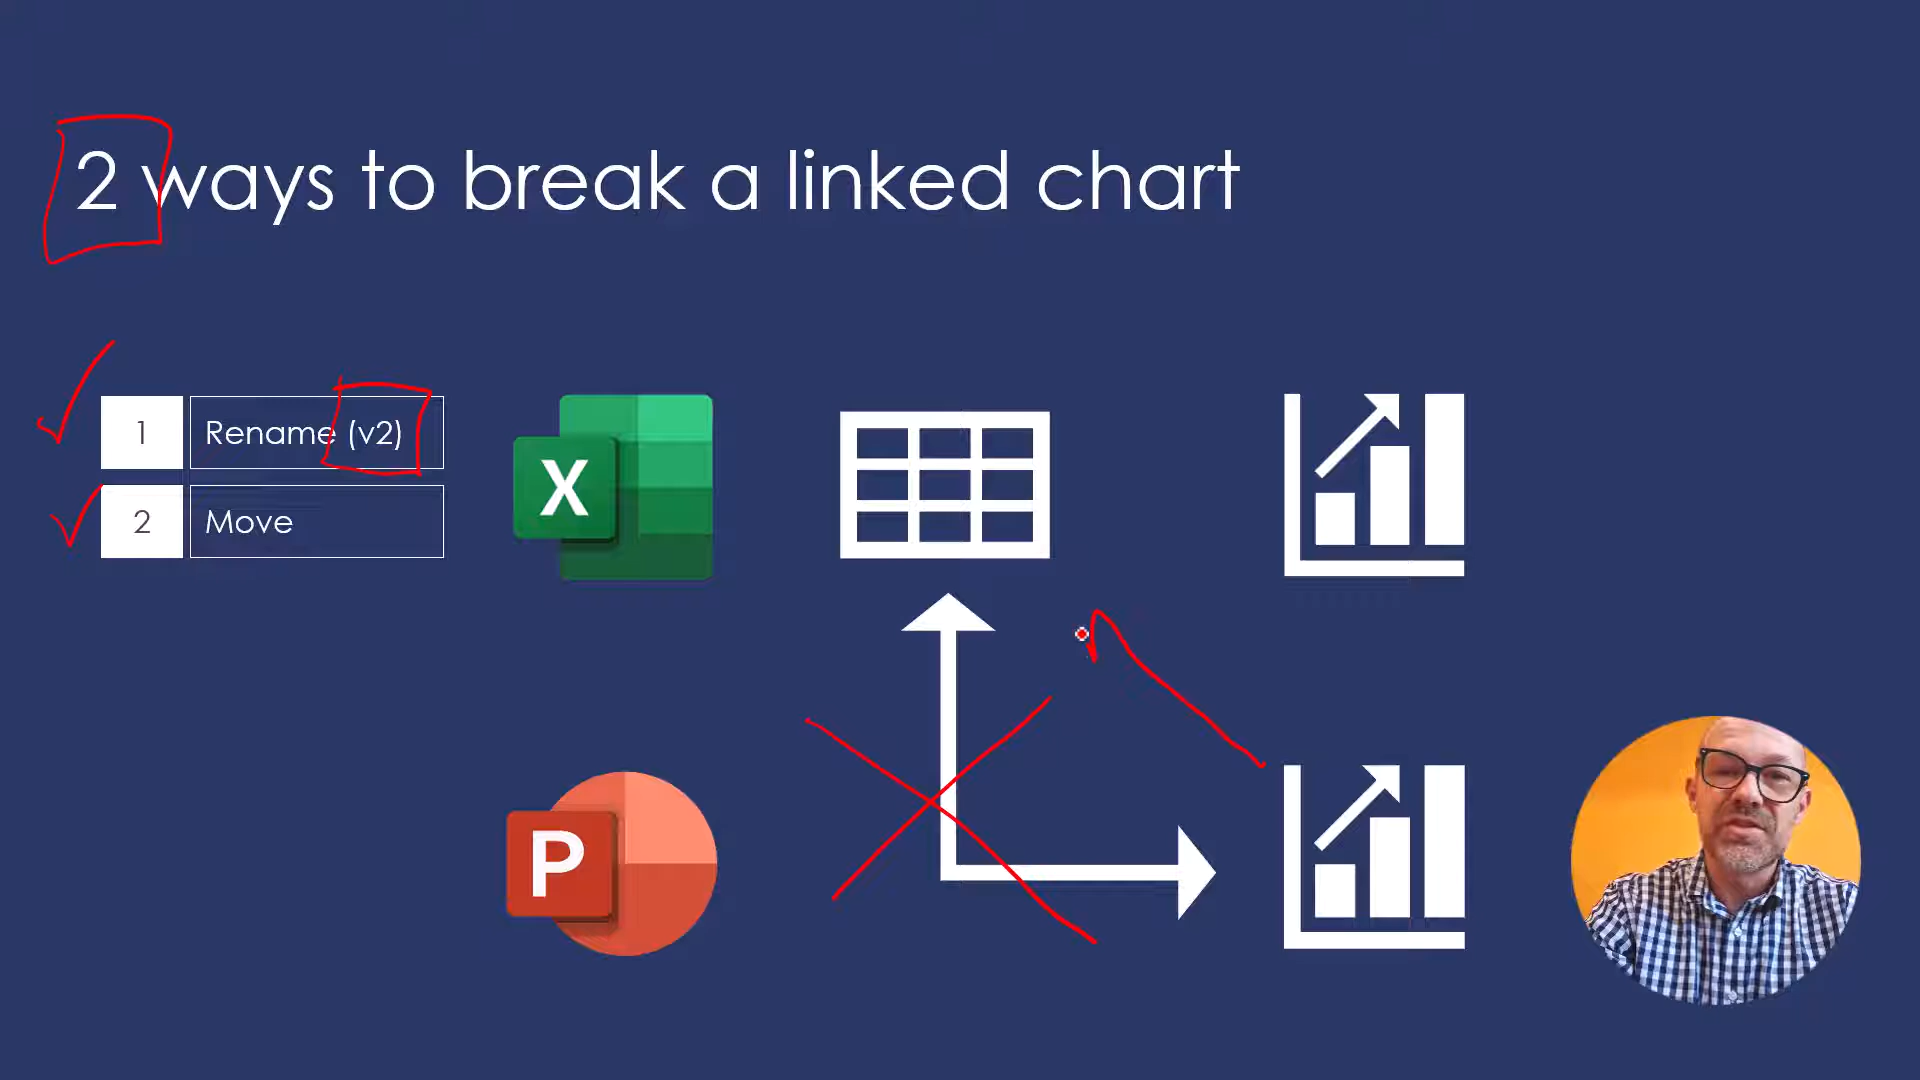 2 ways to break a linked chart
1 Rename (v2)
2 Move
X
P